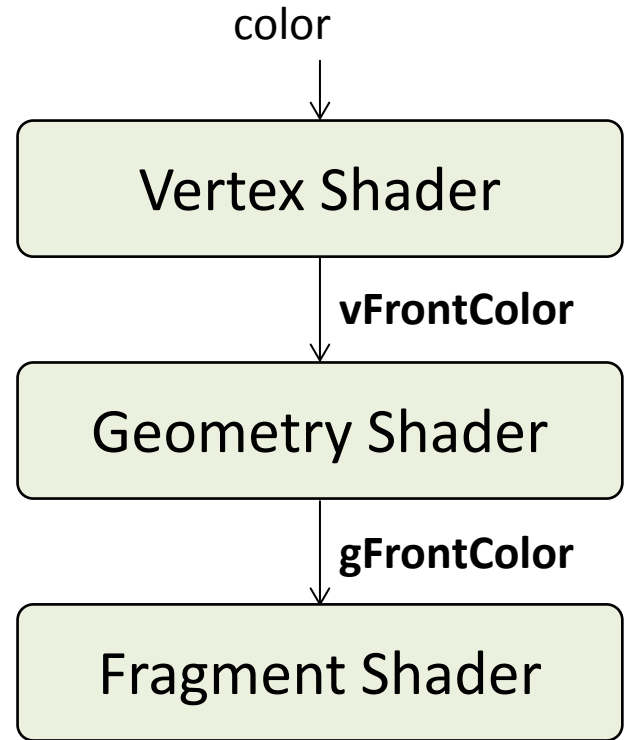 color
Vertex Shader
vFrontColor
Geometry Shader
gFrontColor
Fragment Shader